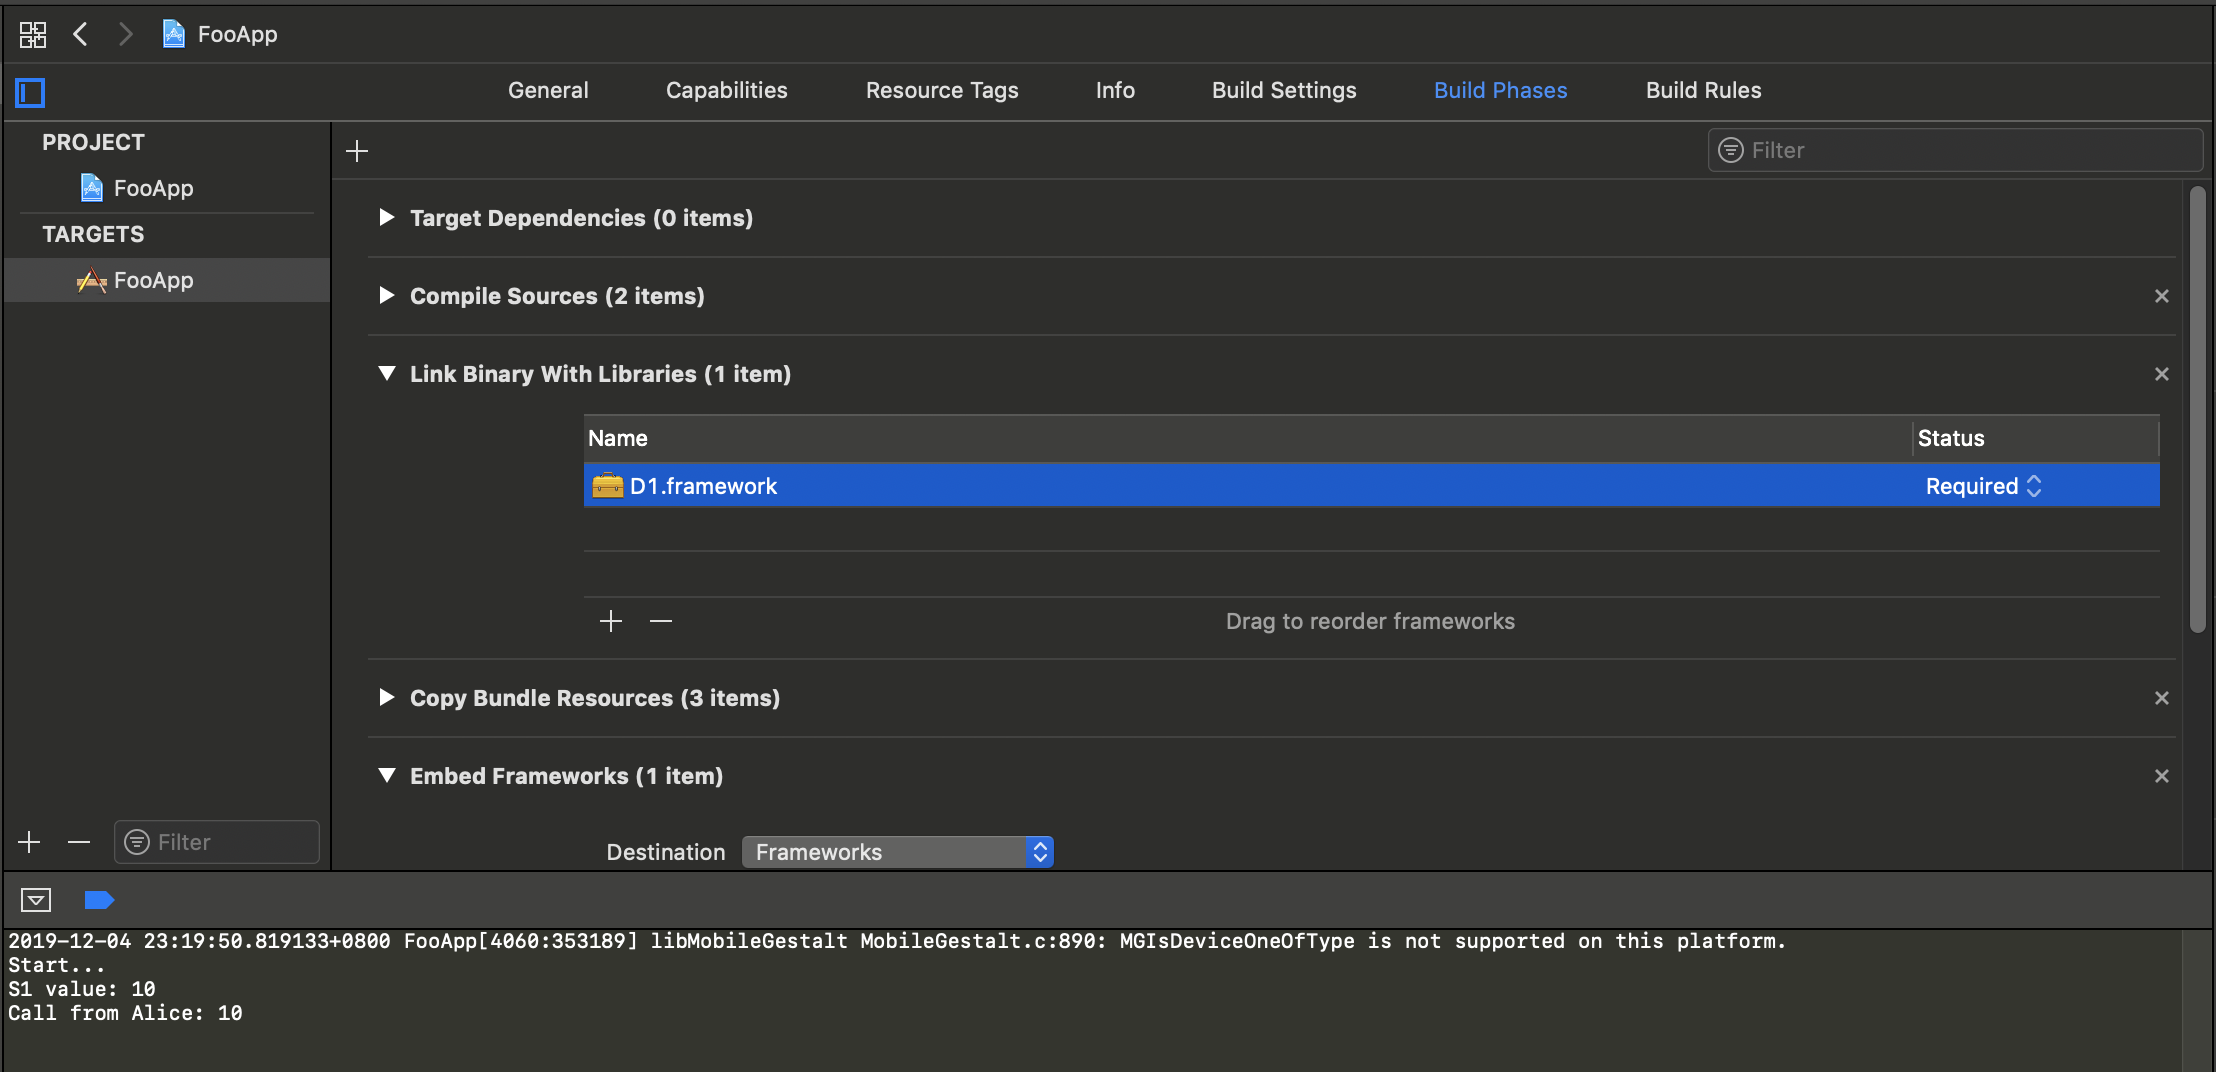 FooApp
General Capabilities Resource Tags Info Build Settings Build Phases Build Rules
PROJECT
FooApp
TARGETS
FooApp
Filter
Target Dependencies (0 items)
Compile Sources (2 items)
Link Binary With Libraries (1 item)
Name Status
D1.framework Required
Drag to reorder frameworks
Copy Bundle Resources (3 items)
Embed Frameworks (1 item)
Destination Frameworks
Filter
2019-12-04 23:19:50.819133+0800 FooApp[4060:353189] libMobileGestalt MobileGestalt.c:890: MGIsDeviceOneOfType is not supported on this platform.
Start...
S1 value: 10
Call from Alice: 10